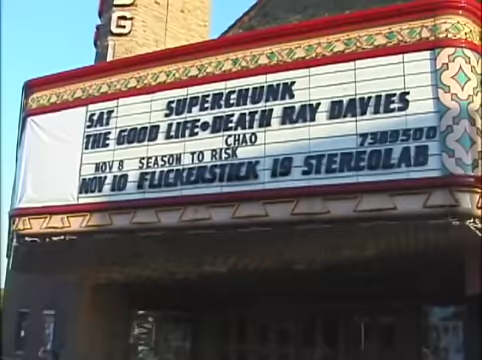 DG
SAT SUPERCHUNK
THE GOOD LIFE•DEATH RAY DAVIES
CHAO
NOV 8 SEASON TO RISK 7389500
NOV 10 FLICKERSTICK 19 STEREOLAB